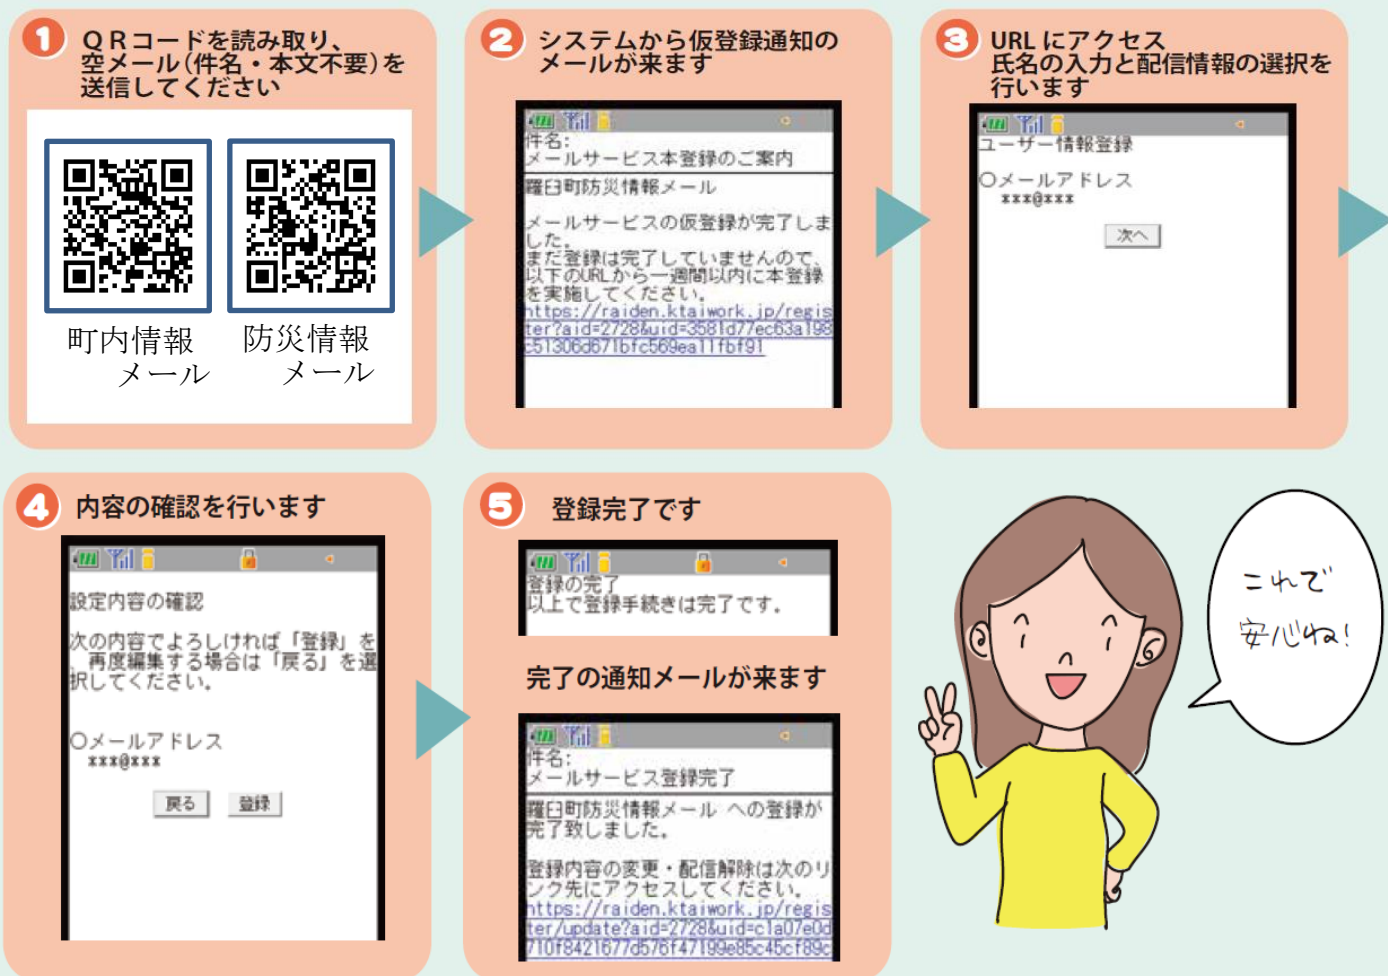 1 QRコードを読み取り、
空メール(件名・本文不要)を
送信してください
町内情報
メール
防災情報
メール
2 システムから仮登録通知の
メールが来ます
件名:
メールサービス本登録のご案内
羅臼町防災情報メール
メールサービスの仮登録が完了しま
した。
まだ登録は完了していませんので、
以下のURLから一週間以内に本登録
を実施してください。
https://raiden.ktaiwork.jp/regis
ter?aid=2728&uid=3581d77ec63a198
c51306d671bfc569ea11fbf91
3 URL にアクセス
氏名の入力と配信情報の選択を
行います
ユーザー情報登録
○メールアドレス
***@***
次へ
4 内容の確認を行います
設定内容の確認
次の内容でよろしければ「登録」を
、再度編集する場合は「戻る」を選
択してください。
○メールアドレス
***@***
戻る 登録
5 登録完了です
登録の完了
以上で登録手続きは完了です。
完了の通知メールが来ます
件名:
メールサービス登録完了
羅臼町防災情報メール への登録が
完了致しました。
登録内容の変更・配信解除は次のリ
ンク先にアクセスしてください。
https://raiden.ktaiwork.jp/regis
ter/update?aid=2728&uid=c1a07e0d
710f8421677d576f47199e85c45cf89c
これで
安心ね!